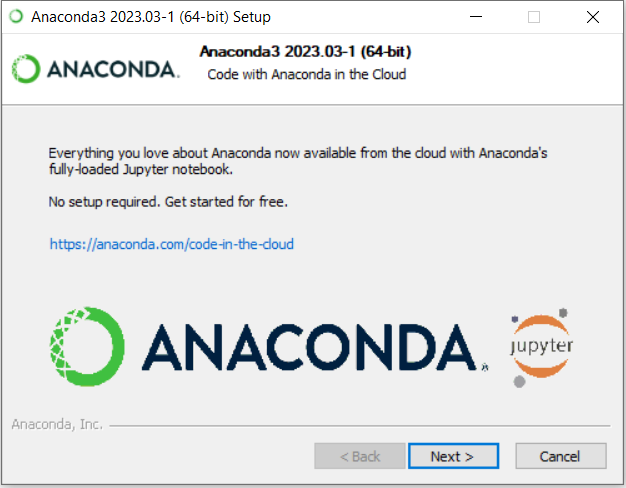 Anaconda3 2023.03-1 (64-bit) Setup
Anaconda3 2023.03-1 (64-bit)
ANACONDA.
Code with Anaconda in the Cloud
Everything you love about Anaconda now available from the cloud with Anaconda's
fully-loaded Jupyter notebook.
No setup required. Get started for free.
https://anaconda.com/code-in-the-cloud
ANACONDA®
jupyter
Anaconda, Inc.
< Back
Next >
Cancel